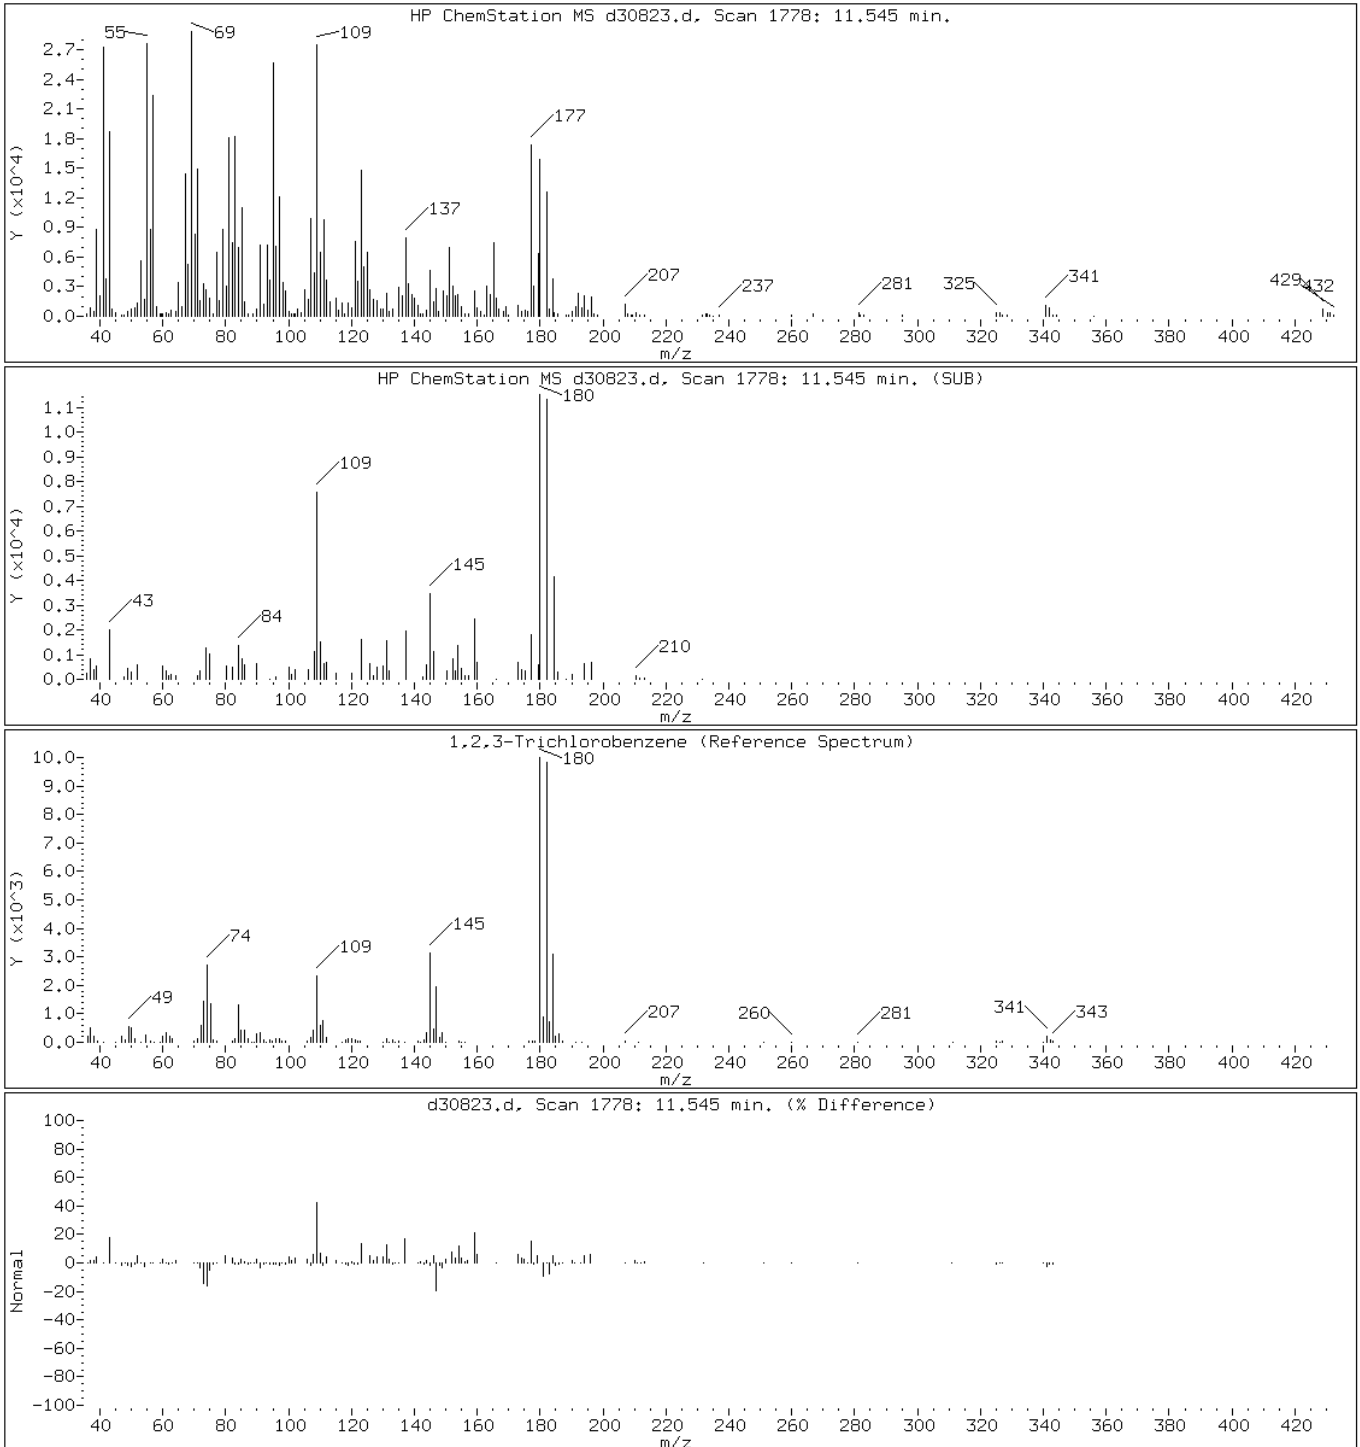 HP ChemStation MS d30823.d, Scan 1778: 11.545 min.
55 69 109
2.7
2.4
2.1
177
1.8
1.5
Y (x10^4)
1.2
0.9
137
0.6
0.3
207 237 281 325 341 429 432
0.0
40 60 80 100 120 140 160 180 200 220 240 260 280 300 320 340 360 380 400 420
m/z
HP ChemStation MS d30823.d, Scan 1778: 11.545 min. (SUB)
180
1.1
1.0
0.9
109
0.8
0.7
Y (x10^4)
0.6
0.5
145
0.4
0.3
43 84
0.2
210
0.1
0.0
40 60 80 100 120 140 160 180 200 220 240 260 280 300 320 340 360 380 400 420
m/z
1,2,3-Trichlorobenzene (Reference Spectrum)
10.0
180
9.0
8.0
7.0
6.0
Y (x10^3)
5.0
4.0
74 109 145
3.0
2.0
49
1.0
207 260 281 341 343
0.0
40 60 80 100 120 140 160 180 200 220 240 260 280 300 320 340 360 380 400 420
m/z
d30823.d, Scan 1778: 11.545 min. (% Difference)
100
80
60
40
20
0
Normal
-20
-40
-60
-80
-100
40 60 80 100 120 140 160 180 200 220 240 260 280 300 320 340 360 380 400 420
m/z